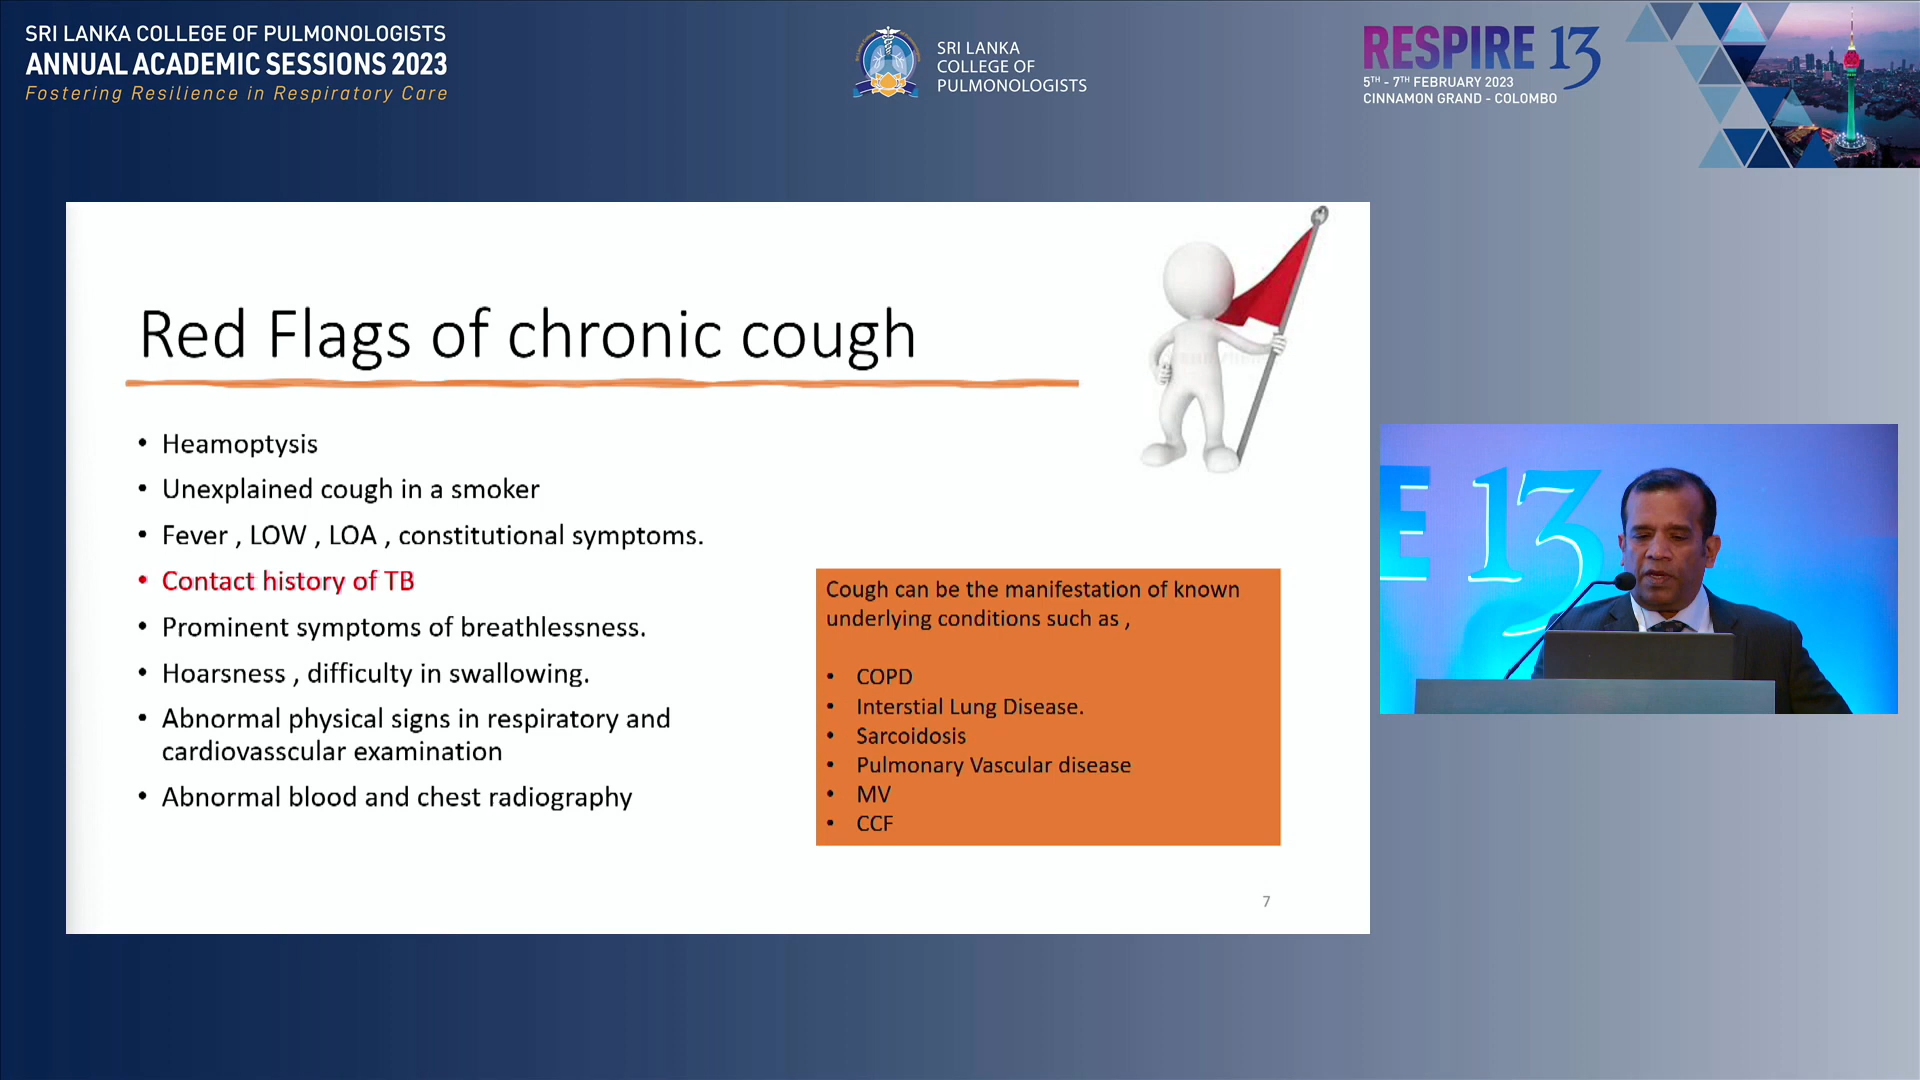 SRI LANKA COLLEGE OF PULMONOLOGISTS
ANNUAL ACADEMIC SESSIONS 2023
Fostering Resilience in Respiratory Care
SRI LANKA
COLLEGE OF
PULMONOLOGISTS
RESPIRE 13
5TH - 7TH FEBRUARY 2023
CINNAMON GRAND - COLOMBO
Red Flags of chronic cough
• Heamoptysis
• Unexplained cough in a smoker
• Fever , LOW , LOA , constitutional symptoms.
• Contact history of TB
• Prominent symptoms of breathlessness.
• Hoarsness , difficulty in swallowing.
• Abnormal physical signs in respiratory and
cardiovasscular examination
• Abnormal blood and chest radiography
Cough can be the manifestation of known
underlying conditions such as ,
• COPD
• Interstial Lung Disease.
• Sarcoidosis
• Pulmonary Vascular disease
• MV
• CCF
7
E 13